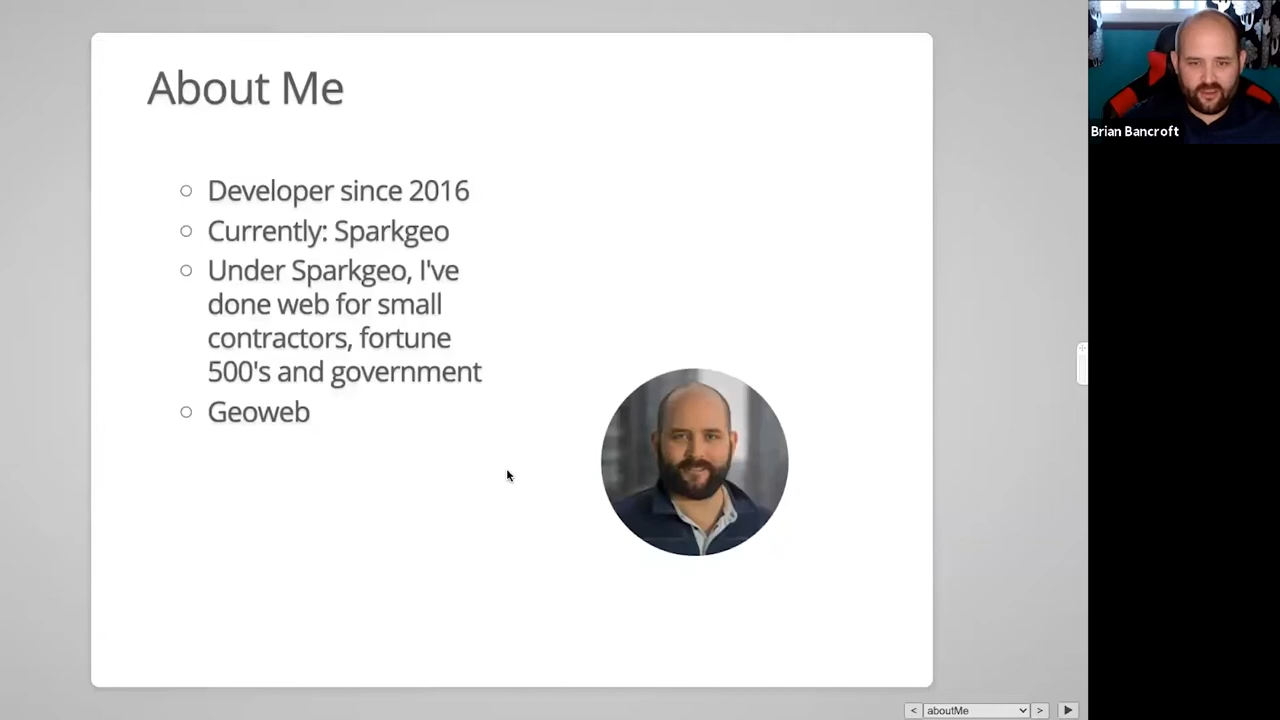 About Me
Developer since 2016
Currently: Sparkgeo
Under Sparkgeo, I've
done web for small
contractors, fortune
500's and government
Geoweb
Brian Bancroft
< aboutMe >